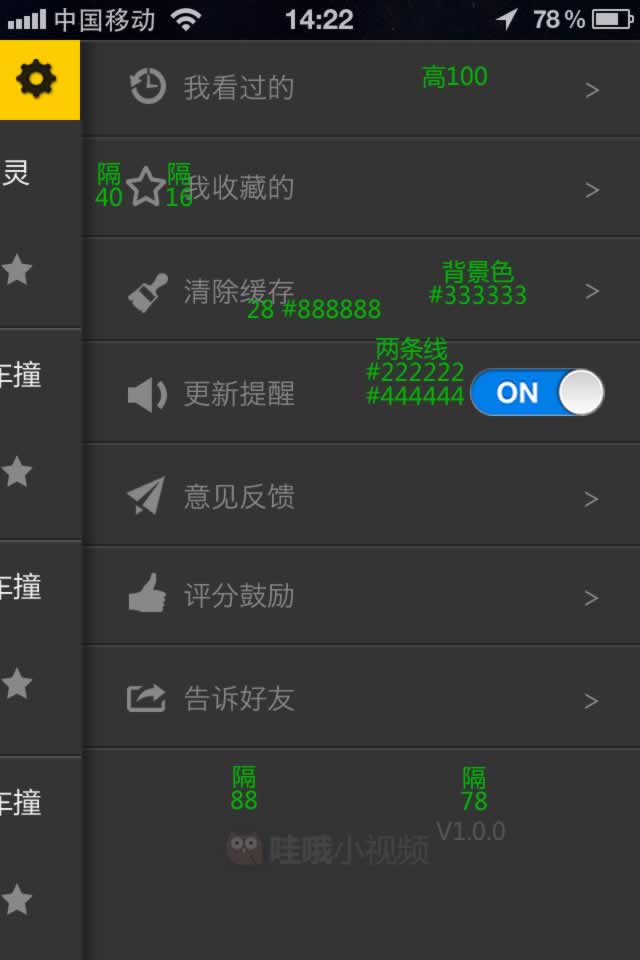 中国移动 14:22 78%
我看过的 高100 >
灵
隔 40 隔 16 我收藏的 >
清除缓存 背景色 >
28 #888888 #333333
两条线
#222222
#444444
车撞
更新提醒 ON
意见反馈 >
车撞
评分鼓励 >
告诉好友 >
隔 隔
88 78
车撞
V1.0.0
哇哦小视频